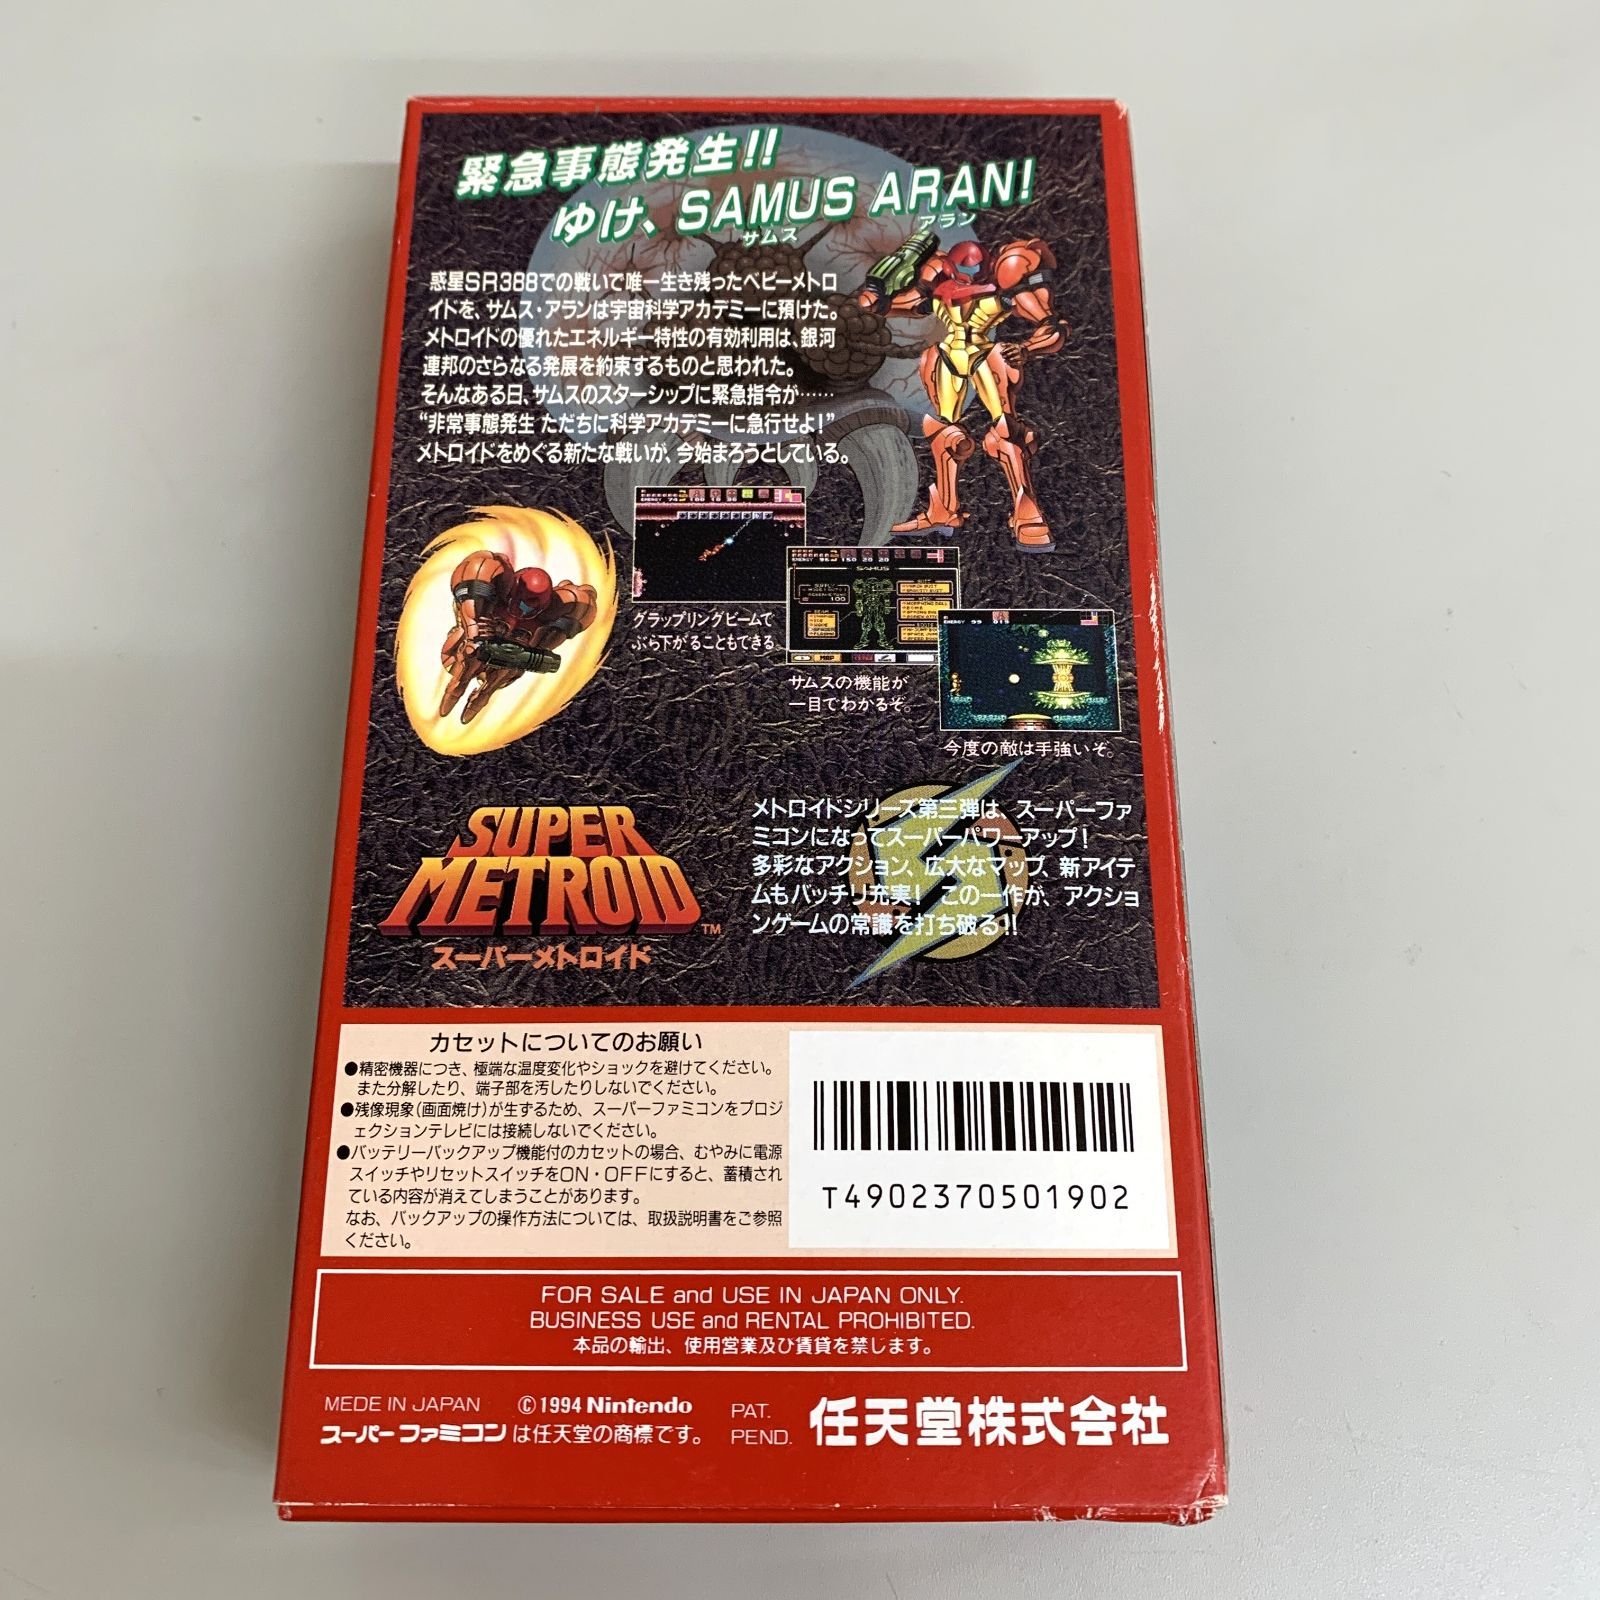 緊急事態発生!!
ゆけ、SAMUS ARAN!
サムス アラン
惑星SR388での戦いで唯一生き残ったベビーメトロ
イドを、サムス・アランは宇宙科学アカデミーに預けた。
メトロイドの優れたエネルギー特性の有効利用は、銀河
連邦のさらなる発展を約束するものと思われた。
そんなある日、サムスのスターシップに緊急指令が……
“非常事態発生 ただちに科学アカデミーに急行せよ!”
メトロイドをめぐる新たな戦いが、今始まろうとしている。
グラップリングビームで
ぶら下がることもできる。
SAMUS
サムスの機能が
一目でわかるぞ。
ENERGY 99
今度の敵は手強いぞ。
SUPER
METROID™
スーパーメトロイド
メトロイドシリーズ第三弾は、スーパーファ
ミコンになってスーパーパワーアップ!
多彩なアクション、広大なマップ、新アイテ
ムもバッチリ充実! この一作が、アクショ
ンゲームの常識を打ち破る!!
カセットについてのお願い
●精密機器につき、極端な温度変化やショックを避けてください。
また分解したり、端子部を汚したりしないでください。
●残像現象(画面焼け)が生ずるため、スーパーファミコンをプロジ
ェクションテレビには接続しないでください。
●バッテリーバックアップ機能付のカセットの場合、むやみに電源
スイッチやリセットスイッチをON・OFFにすると、蓄積され
ている内容が消えてしまうことがあります。
なお、バックアップの操作方法については、取扱説明書をご参照
ください。
T4902370501902
FOR SALE and USE IN JAPAN ONLY.
BUSINESS USE and RENTAL PROHIBITED.
本品の輸出、使用営業及び賃貸を禁じます。
MEDE IN JAPAN ©1994 Nintendo
スーパーファミコンは任天堂の商標です。
PAT.
PEND.
任天堂株式会社